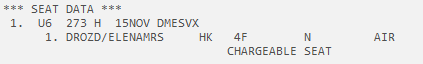 *** SEAT DATA ***
1. U6 273 H 15NOV DMESVX
1. DROZD/ELENAMRS HK 4F N AIR
CHARGEABLE SEAT